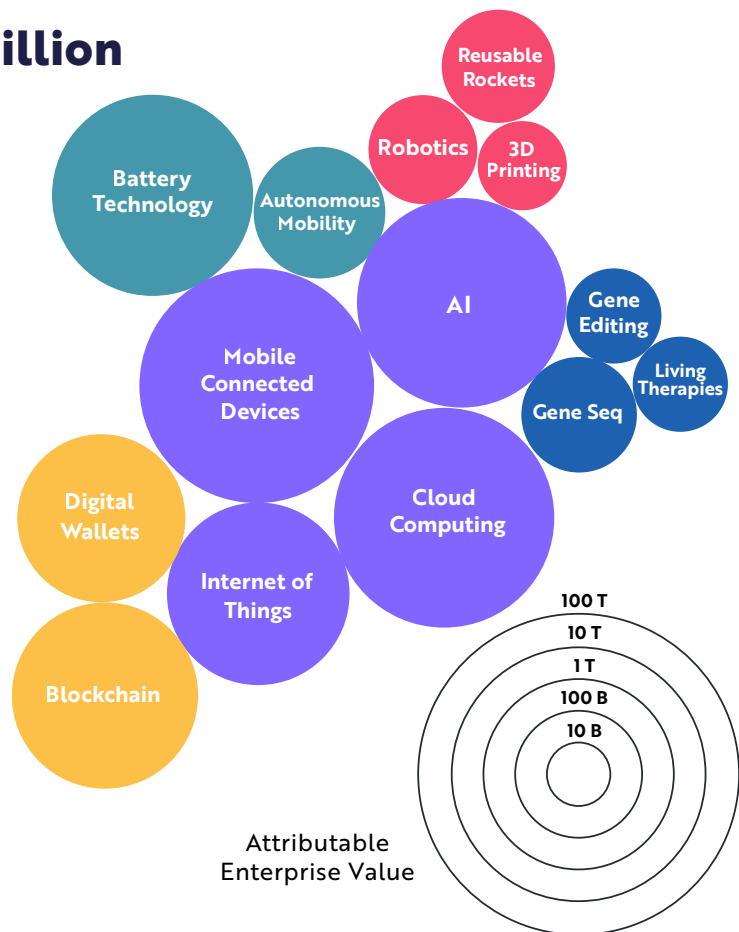 illion
Reusable
Rockets
Robotics
3D
Printing
Battery
Technology
Autonomous
Mobility
AI
Gene
Editing
Living
Therapies
Gene Seq
Mobile
Connected
Devices
Cloud
Computing
Digital
Wallets
Internet of
Things
Blockchain
100 T
10 T
1 T
100 B
10 B
Attributable
Enterprise Value